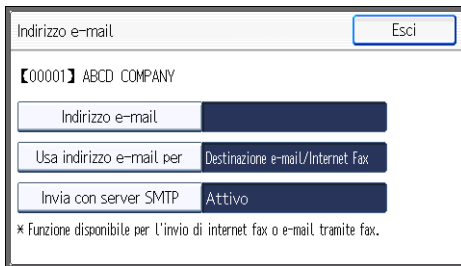 Indirizzo e-mail Esci
【00001】 ABCD COMPANY
Indirizzo e-mail
Usa indirizzo e-mail per Destinazione e-mail/Internet Fax
Invia con server SMTP Attivo
* Funzione disponibile per l'invio di internet fax o e-mail tramite fax.